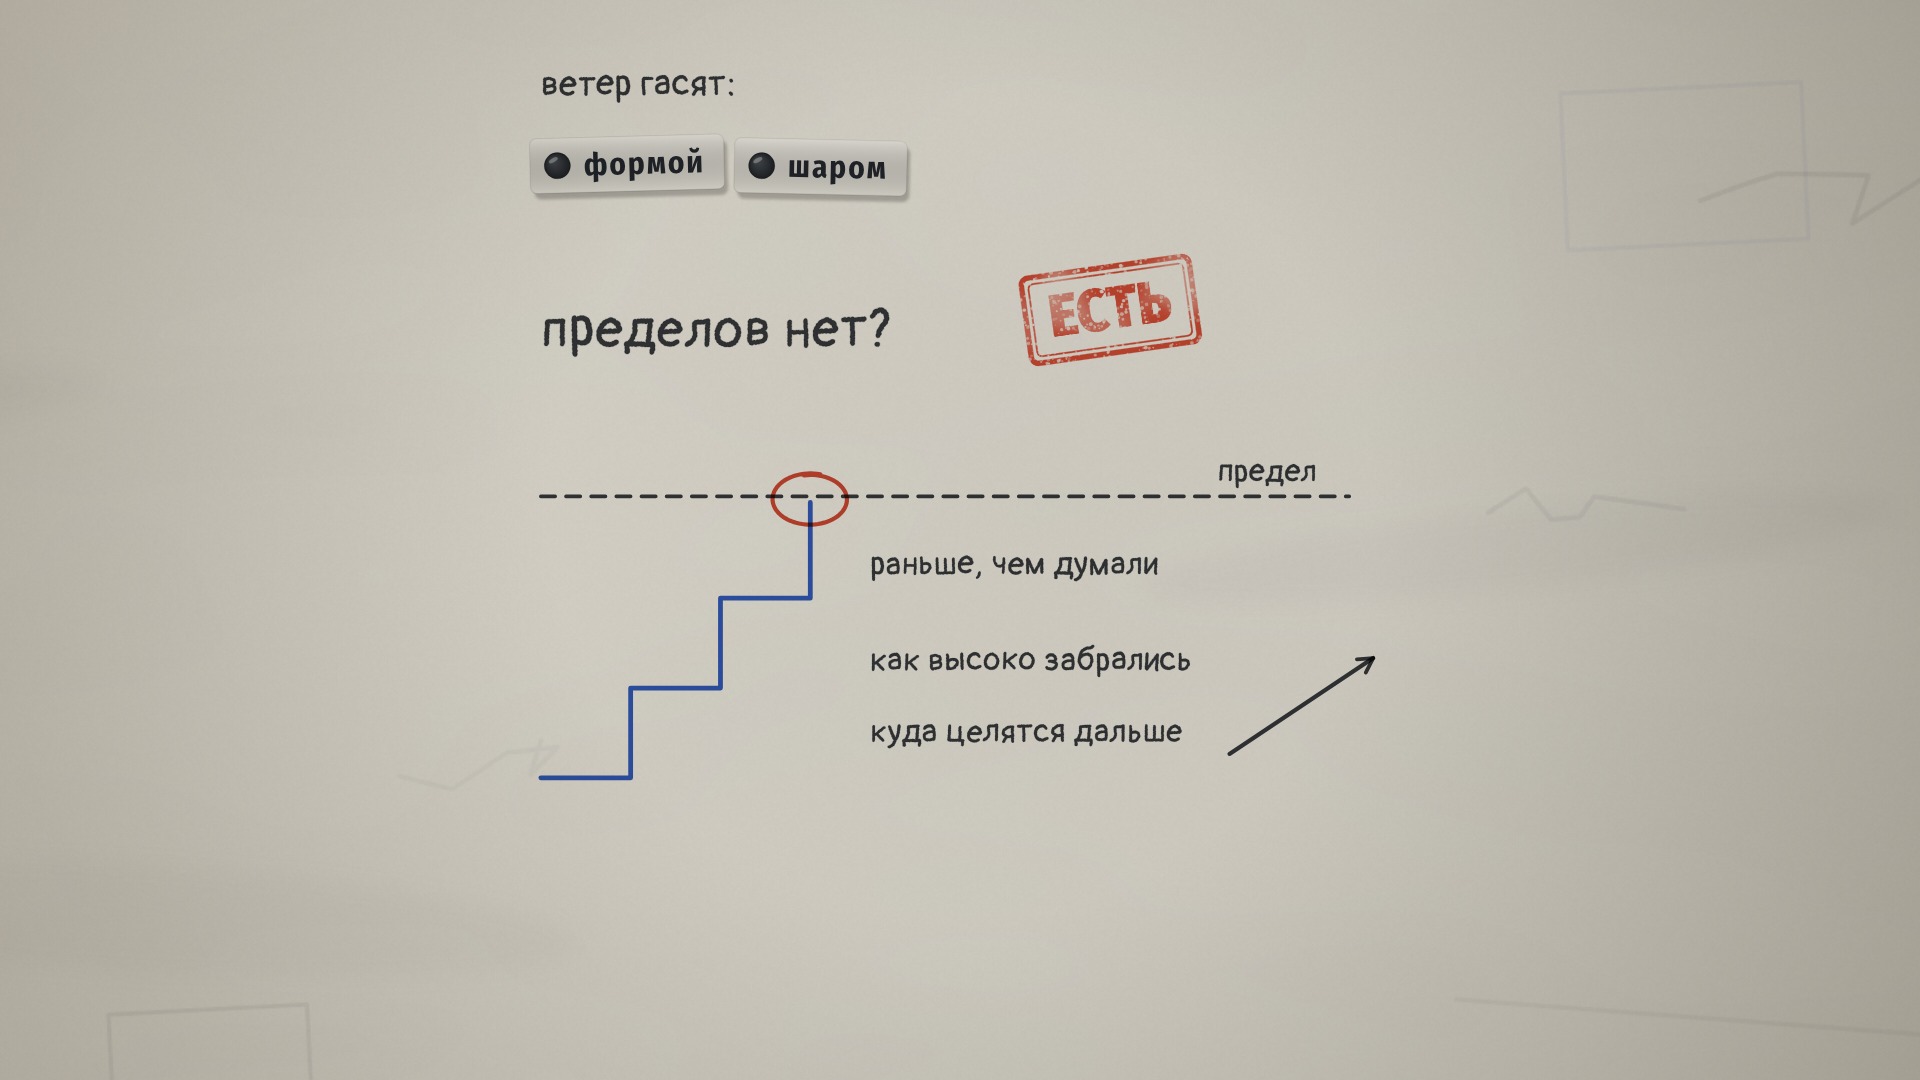 ветер гасят:
формой шаром
пределов нет?
ЕСТЬ
предел
раньше, чем думали
как высоко забрались
куда целятся дальше